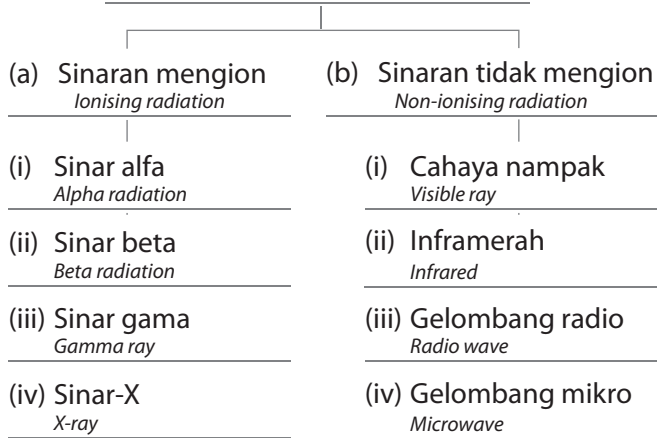 (a) Sinaran mengion
Ionising radiation
(i) Sinar alfa
Alpha radiation
(ii) Sinar beta
Beta radiation
(iii) Sinar gama
Gamma ray
(iv) Sinar-X
X-ray
(b) Sinaran tidak mengion
Non-ionising radiation
(i) Cahaya nampak
Visible ray
(ii) Inframerah
Infrared
(iii) Gelombang radio
Radio wave
(iv) Gelombang mikro
Microwave